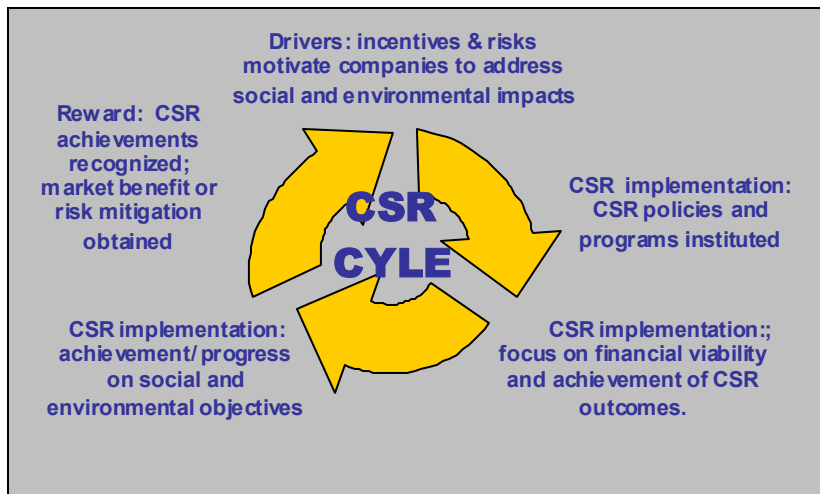 Drivers: incentives & risks
motivate companies to address
social and environmental impacts
Reward: CSR
achievements
recognized;
market benefit or
risk mitigation
obtained
CSR
CYLE
CSR implementation:
CSR policies and
programs instituted
CSR implementation:
achievement/ progress
on social and
environmental objectives
CSR implementation:;
focus on financial viability
and achievement of CSR
outcomes.